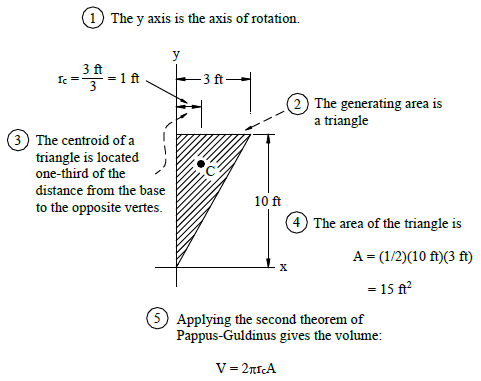 1 The y axis is the axis of rotation.
y
rc = 3 ft / 3 = 1 ft
3 ft
2 The generating area is
a triangle
3 The centroid of a
triangle is located
one-third of the
distance from the base
to the opposite vertes.
C
10 ft
4 The area of the triangle is
x
A = (1/2)(10 ft)(3 ft)
= 15 ft²
5 Applying the second theorem of
Pappus-Guldinus gives the volume:
V = 2πrcA